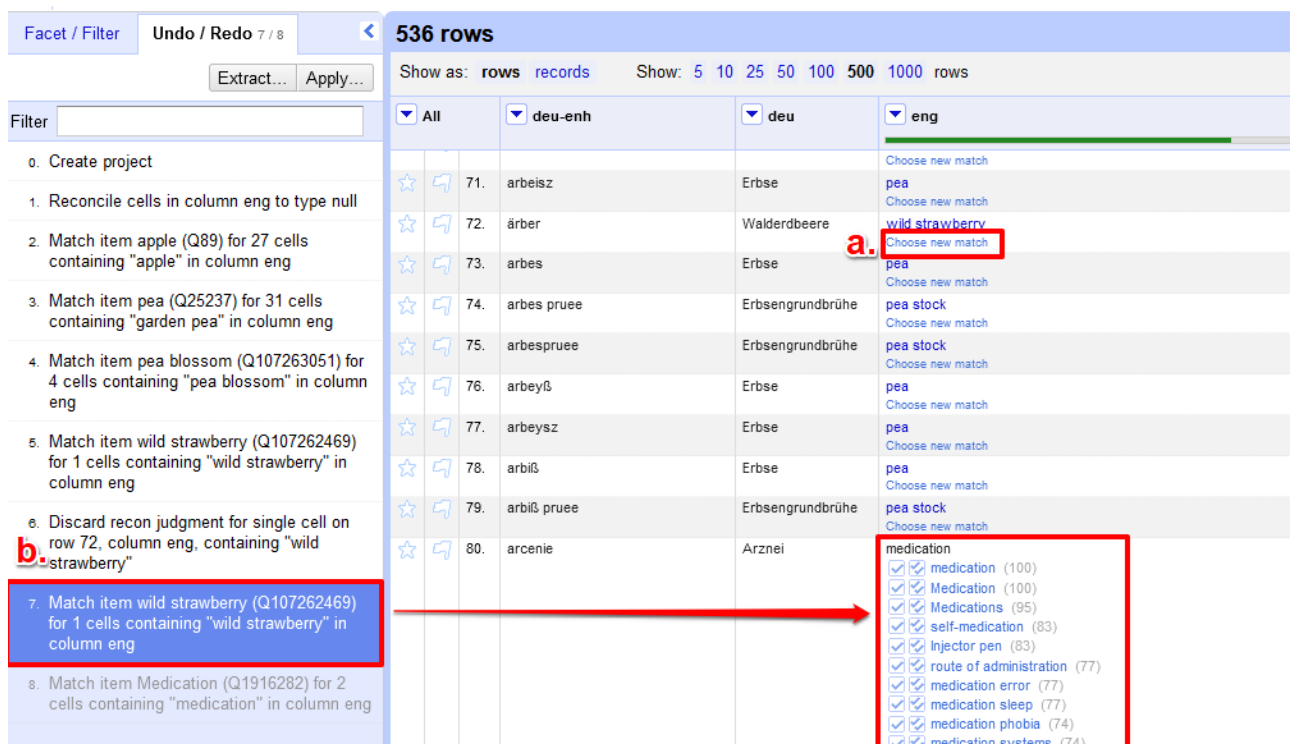 Facet / Filter Undo / Redo 7 / 8
Extract... Apply...
Filter
0. Create project
1. Reconcile cells in column eng to type null
2. Match item apple (Q89) for 27 cells
containing "apple" in column eng
3. Match item pea (Q25237) for 31 cells
containing "garden pea" in column eng
4. Match item pea blossom (Q107263051) for
4 cells containing "pea blossom" in column
eng
5. Match item wild strawberry (Q107262469)
for 1 cells containing "wild strawberry" in
column eng
6. Discard recon judgment for single cell on
row 72, column eng, containing "wild
strawberry"
b.
7. Match item wild strawberry (Q107262469)
for 1 cells containing "wild strawberry" in
column eng
8. Match item Medication (Q1916282) for 2
cells containing "medication" in column eng
536 rows
Show as: rows records Show: 5 10 25 50 100 500 1000 rows
All deu-enh deu eng
Choose new match
71. arbeisz Erbse pea
Choose new match
72. ärber Walderdbeere wild strawberry
a. Choose new match
73. arbes Erbse pea
Choose new match
74. arbes pruee Erbsengrundbrühe pea stock
Choose new match
75. arbespruee Erbsengrundbrühe pea stock
Choose new match
76. arbeyß Erbse pea
Choose new match
77. arbeysz Erbse pea
Choose new match
78. arbiß Erbse pea
Choose new match
79. arbiß pruee Erbsengrundbrühe pea stock
Choose new match
80. arcenie Arznei medication
medication (100)
Medication (100)
Medications (95)
self-medication (83)
Injector pen (83)
route of administration (77)
medication error (77)
medication sleep (77)
medication phobia (74)
medication systems (74)